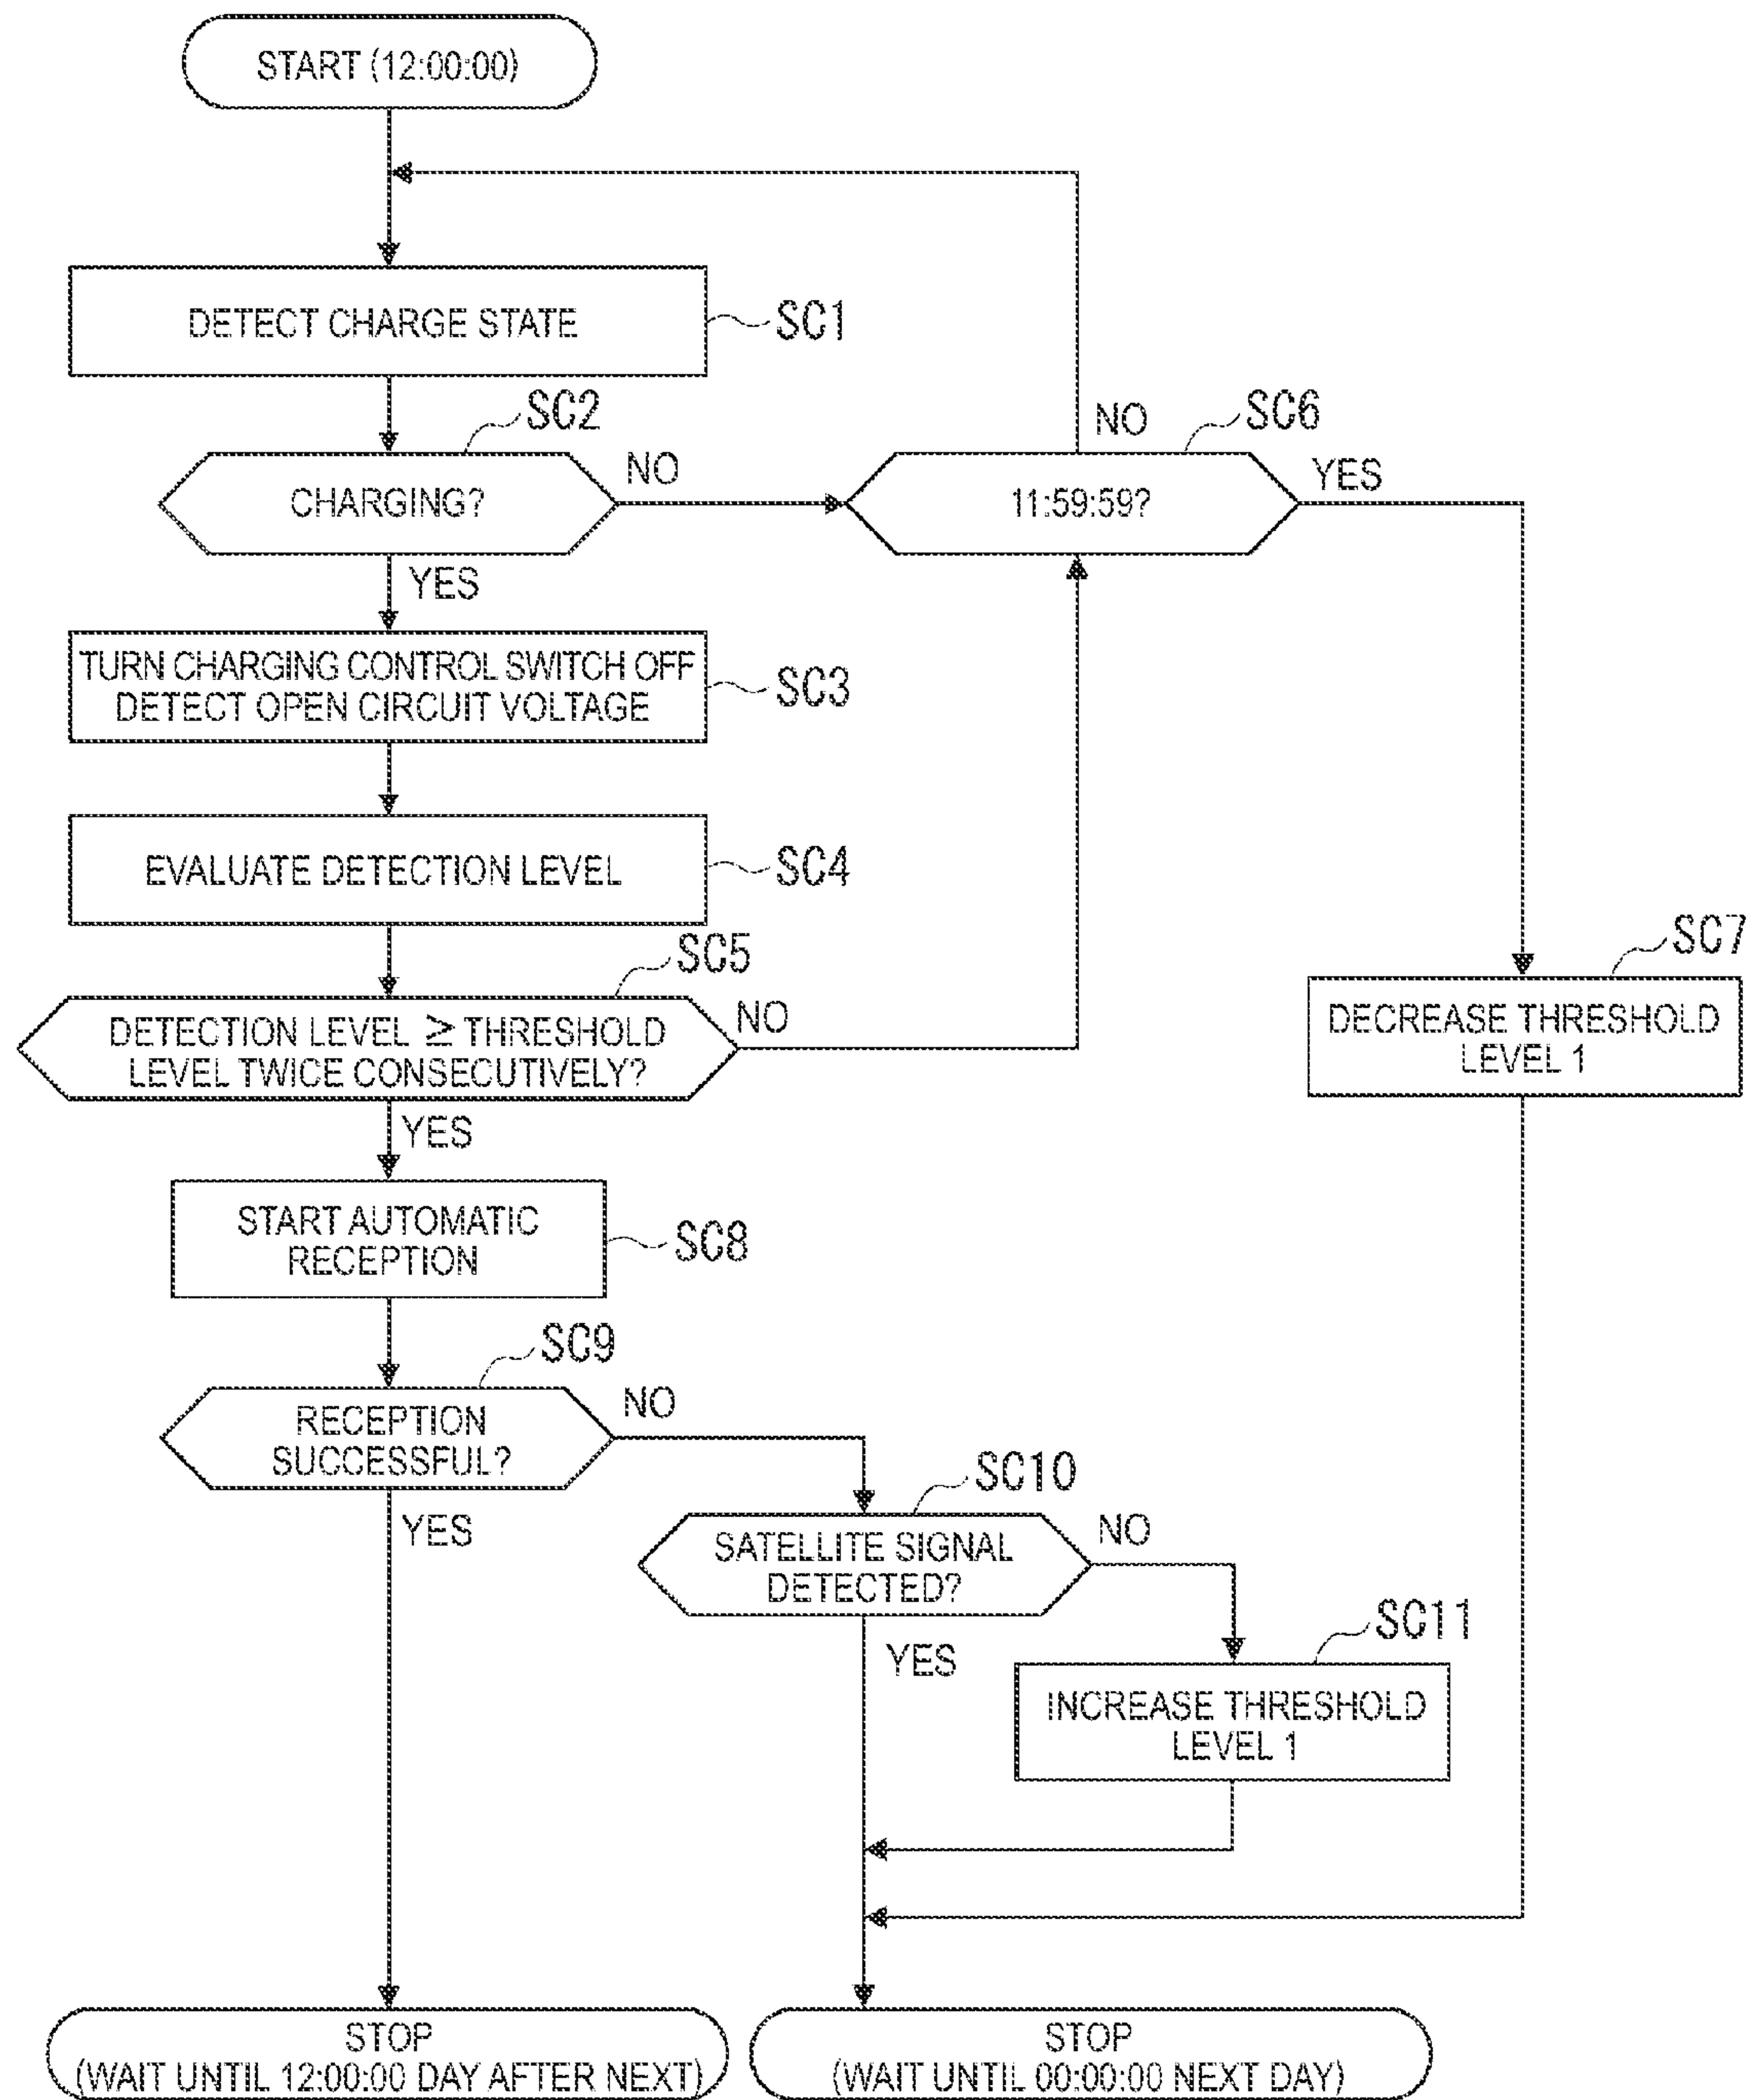 START (12:00:00)
DETECT CHARGE STATE
SC1
SC2
CHARGING?
NO
YES
NO
SC6
11:59:59?
YES
TURN CHARGING CONTROL SWITCH OFF
DETECT OPEN CIRCUIT VOLTAGE
SC3
EVALUATE DETECTION LEVEL
SC4
SC5
DETECTION LEVEL ≧ THRESHOLD
LEVEL TWICE CONSECUTIVELY?
NO
YES
SC7
DECREASE THRESHOLD
LEVEL 1
START AUTOMATIC
RECEPTION
SC8
SC9
RECEPTION
SUCCESSFUL?
NO
YES
SC10
SATELLITE SIGNAL
DETECTED?
NO
YES
SC11
INCREASE THRESHOLD
LEVEL 1
STOP
(WAIT UNTIL 12:00:00 DAY AFTER NEXT)
STOP
(WAIT UNTIL 00:00:00 NEXT DAY)